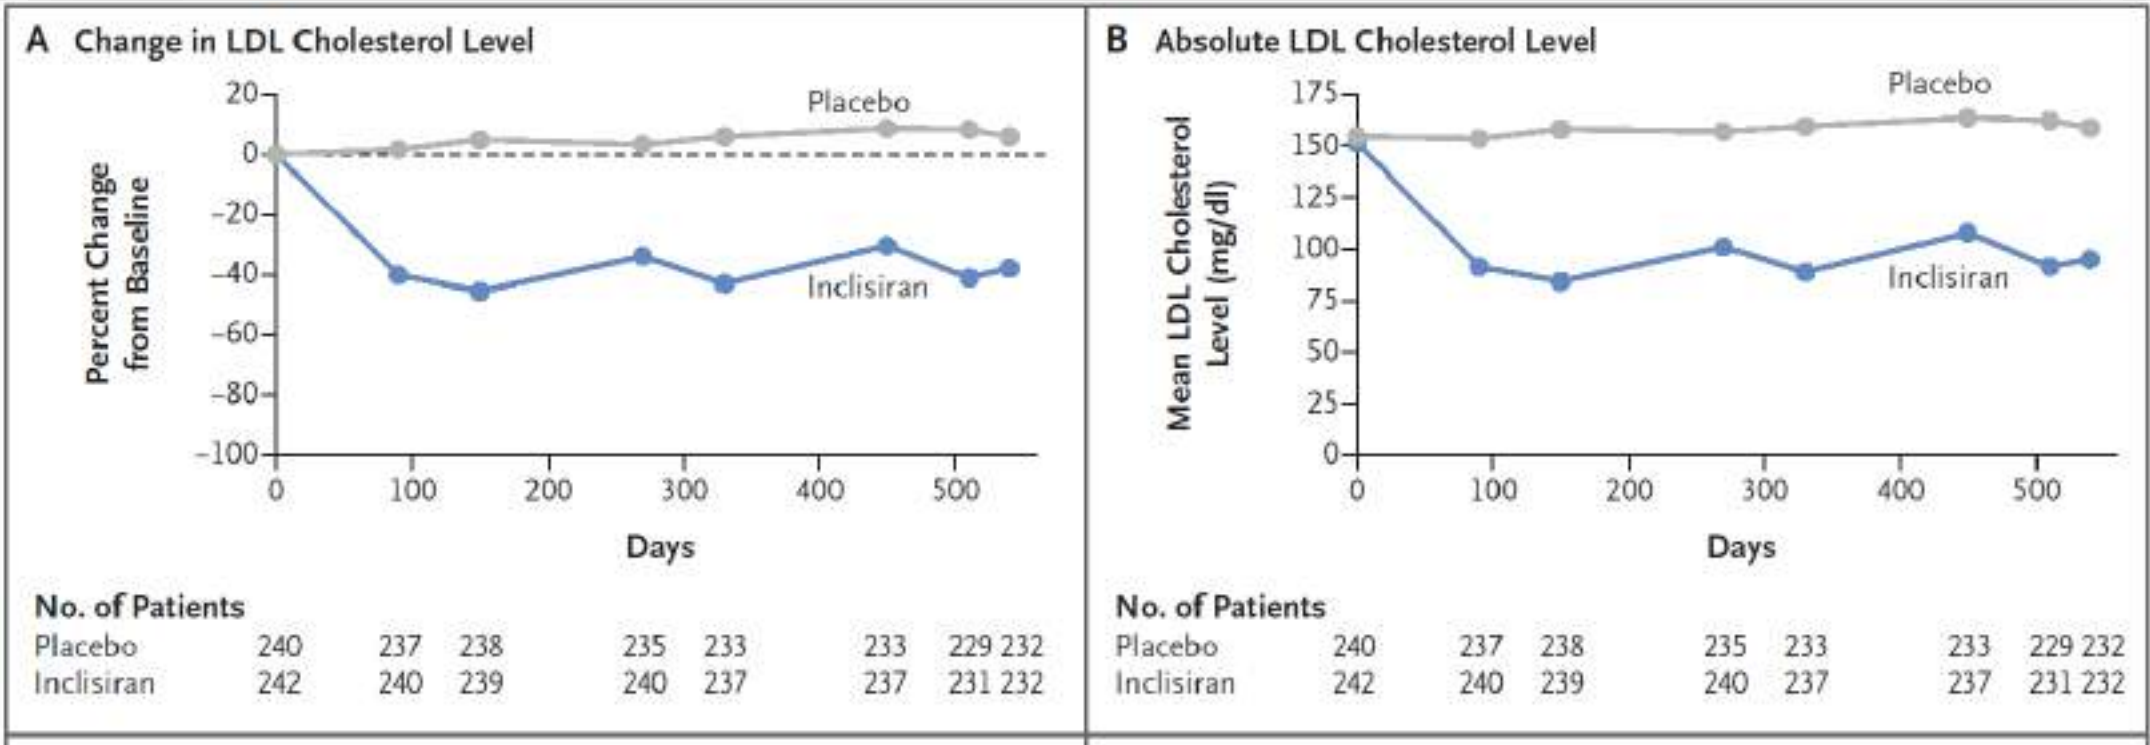 A Change in LDL Cholesterol Level
Percent Change
from Baseline
20
0
–20
–40
–60
–80
–100
Placebo
Inclisiran
0 100 200 300 400 500
Days
No. of Patients
Placebo 240 237 238 235 233 233 229 232
Inclisiran 242 240 239 240 237 237 231 232
B Absolute LDL Cholesterol Level
Mean LDL Cholesterol
Level (mg/dl)
175
150
125
100
75
50
25
0
Placebo
Inclisiran
0 100 200 300 400 500
Days
No. of Patients
Placebo 240 237 238 235 233 233 229 232
Inclisiran 242 240 239 240 237 237 231 232